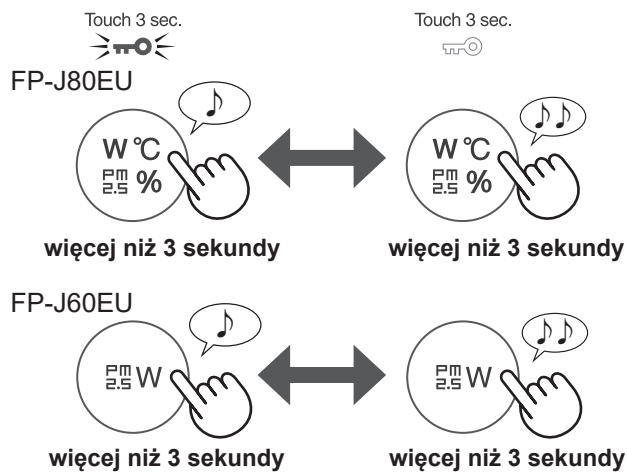 Touch 3 sec. Touch 3 sec.
FP-J80EU
W °C W °C
PM 2.5 % PM 2.5 %
więcej niż 3 sekundy więcej niż 3 sekundy
FP-J60EU
PM 2.5 W PM 2.5 W
więcej niż 3 sekundy więcej niż 3 sekundy